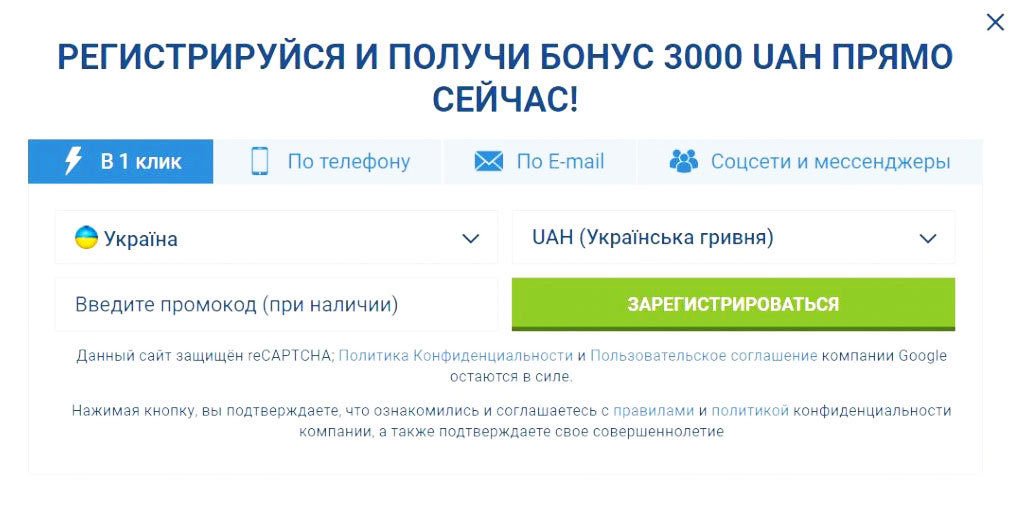 РЕГИСТРИРУЙСЯ И ПОЛУЧИ БОНУС 3000 UAH ПРЯМО
СЕЙЧАС!
В 1 клик
По телефону
По E-mail
Соцсети и мессенджеры
Україна
UAH (Українська гривня)
Введите промокод (при наличии)
ЗАРЕГИСТРИРОВАТЬСЯ
Данный сайт защищён reCAPTCHA; Политика Конфиденциальности и Пользовательское соглашение компании Google
остаются в силе.
Нажимая кнопку, вы подтверждаете, что ознакомились и соглашаетесь с правилами и политикой конфиденциальности
компании, а также подтверждаете свое совершеннолетие